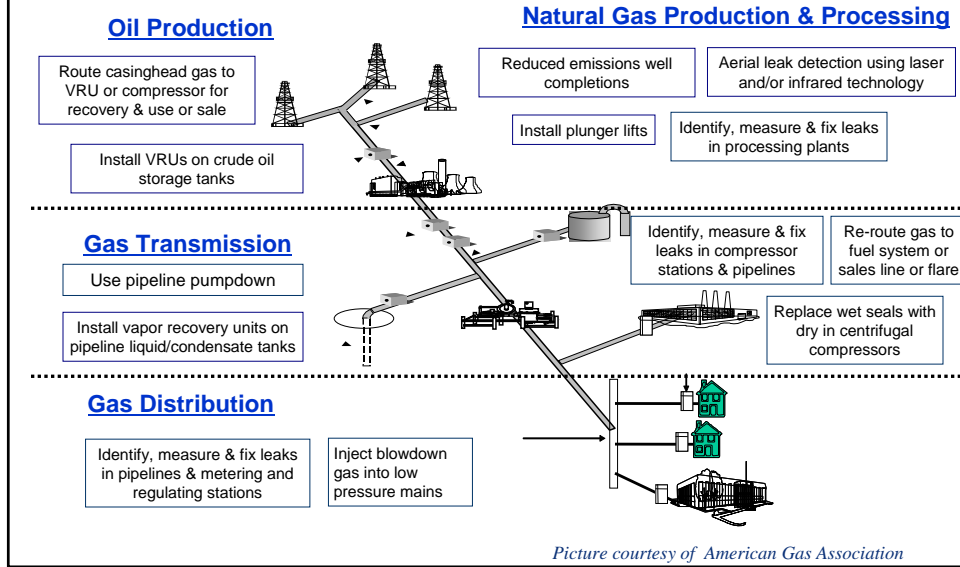 Oil Production
Route casinghead gas to
VRU or compressor for
recovery & use or sale
Install VRUs on crude oil
storage tanks
Natural Gas Production & Processing
Reduced emissions well
completions
Aerial leak detection using laser
and/or infrared technology
Install plunger lifts
Identify, measure & fix leaks
in processing plants
Gas Transmission
Use pipeline pumpdown
Install vapor recovery units on
pipeline liquid/condensate tanks
Identify, measure & fix
leaks in compressor
stations & pipelines
Re-route gas to
fuel system or
sales line or flare
Replace wet seals with
dry in centrifugal
compressors
Gas Distribution
Identify, measure & fix leaks
in pipelines & metering and
regulating stations
Inject blowdown
gas into low
pressure mains
Picture courtesy of American Gas Association